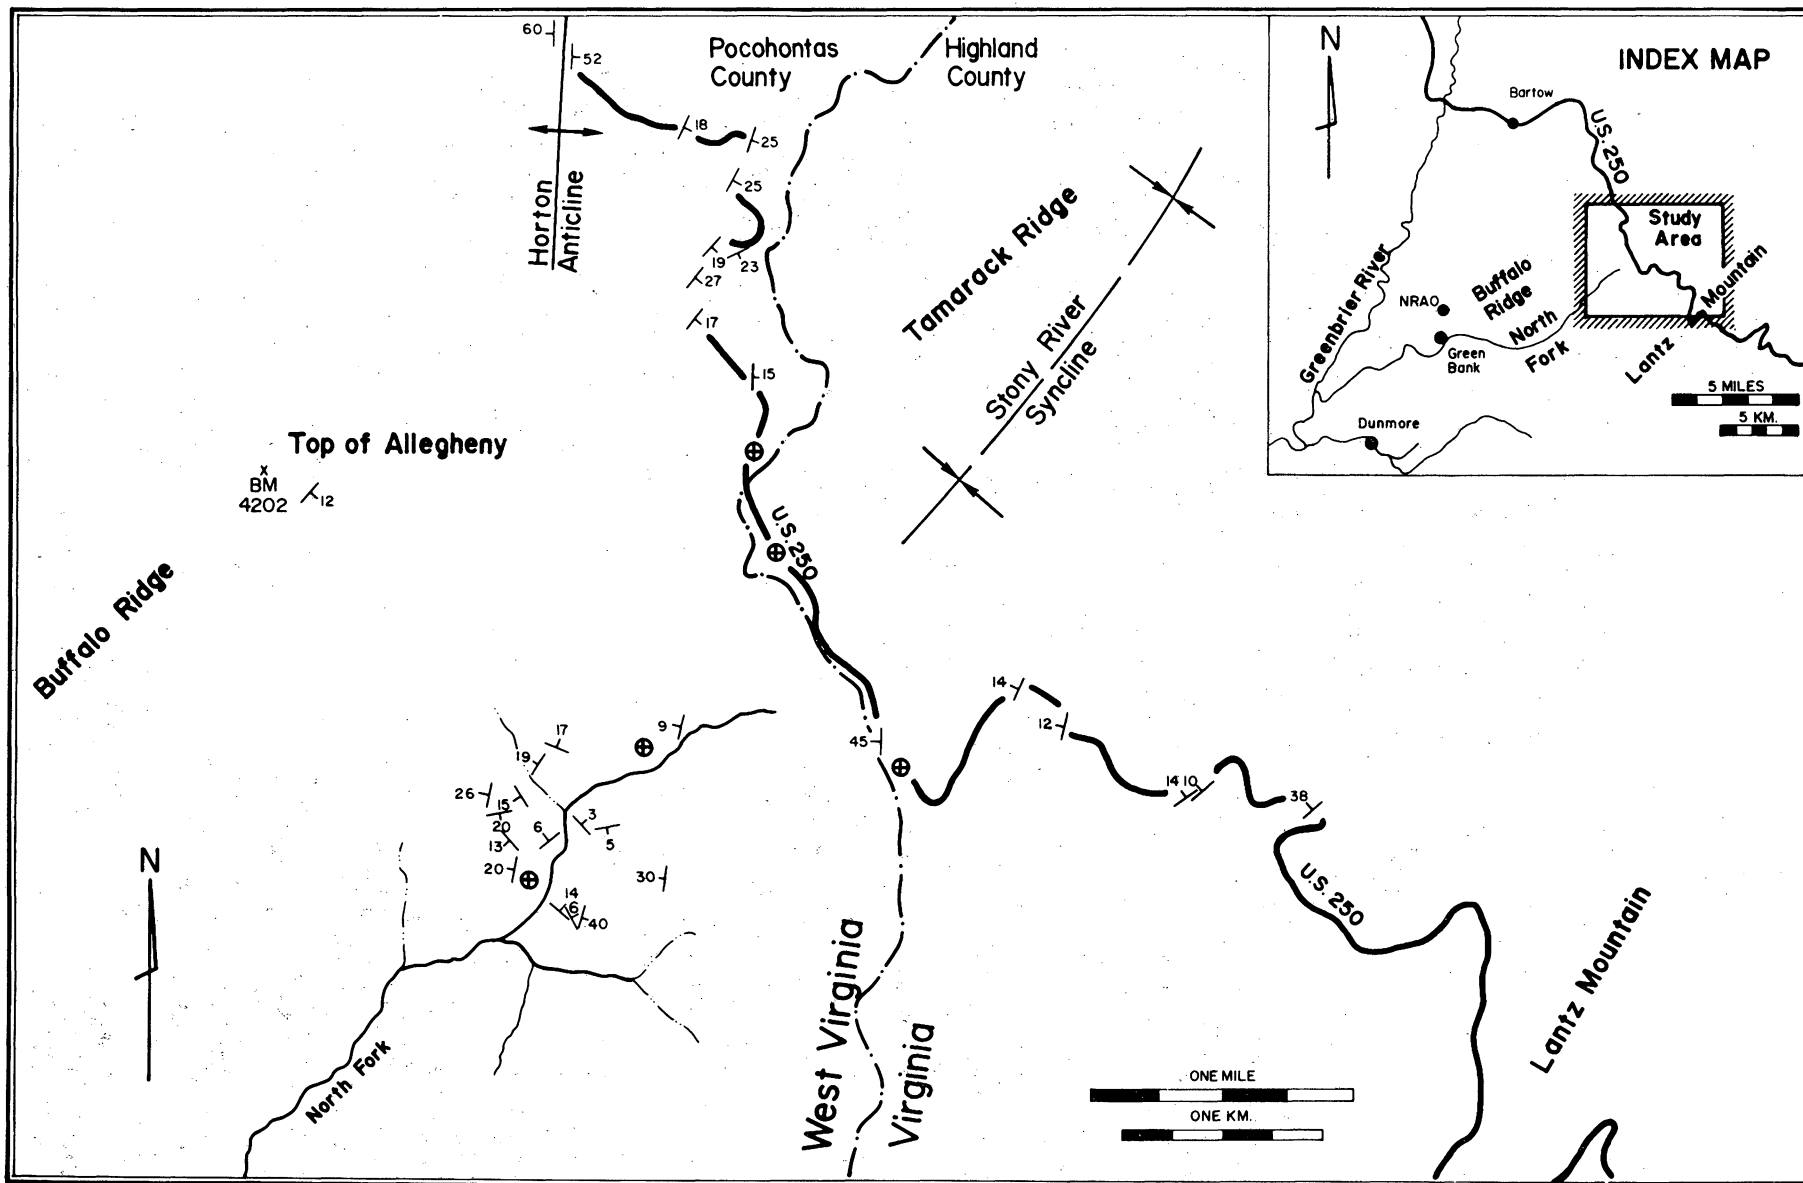 60
52
Pocohontas
County
Highland
County
18
25
25
19
23
27
17
15
Horton
Anticline
Tamarack Ridge
Stony River
Syncline
Top of Allegheny
x
BM
4202
12
Buffalo Ridge
U.S. 250
14
12
45
9
17
19
26
15
20
13
6
3
5
20
30
14
6
40
14 10
38
U.S. 250
N
North Fork
West Virginia
Virginia
Lantz Mountain
ONE MILE
ONE KM.
N
INDEX MAP
Bartow
U.S. 250
Study
Area
Mountain
Lantz
Greenbrier River
NRAO
Buffalo
Ridge
North
Fork
Green
Bank
Dunmore
5 MILES
5 KM.